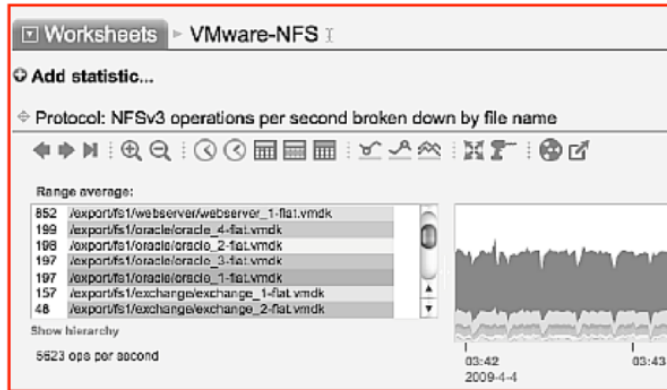 Worksheets VMware-NFS
Add statistic...
Protocol: NFSv3 operations per second broken down by file name
Range average:
852 /export/fs1/webserver/webserver_1-flat.vmdk
199 /export/fs1/oracle/oracle_4-flat.vmdk
198 /export/fs1/oracle/oracle_2-flat.vmdk
197 /export/fs1/oracle/oracle_3-flat.vmdk
197 /export/fs1/oracle/oracle_1-flat.vmdk
157 /export/fs1/exchange/exchange_1-flat.vmdk
48 /export/fs1/exchange/exchange_2-flat.vmdk
Show hierarchy
5623 ops per second
03:42 03:43
2009-4-4